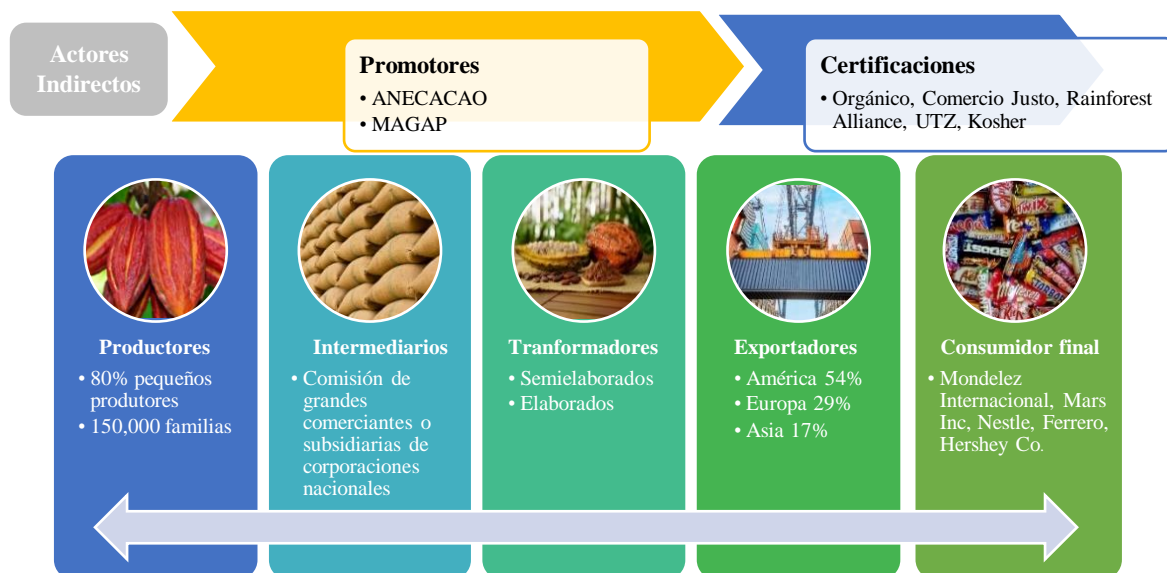 Actores
Indirectos
Promotores
• ANECACAO
• MAGAP
Certificaciones
• Orgánico, Comercio Justo, Rainforest
Alliance, UTZ, Kosher
Productores
• 80% pequeños
produtores
• 150,000 familias
Intermediarios
• Comisión de
grandes
comerciantes o
subsidiarias de
corporaciones
nacionales
Tranformadores
• Semielaborados
• Elaborados
Exportadores
• América 54%
• Europa 29%
• Asia 17%
Consumidor final
• Mondelez
Internacional, Mars
Inc, Nestle, Ferrero,
Hershey Co.